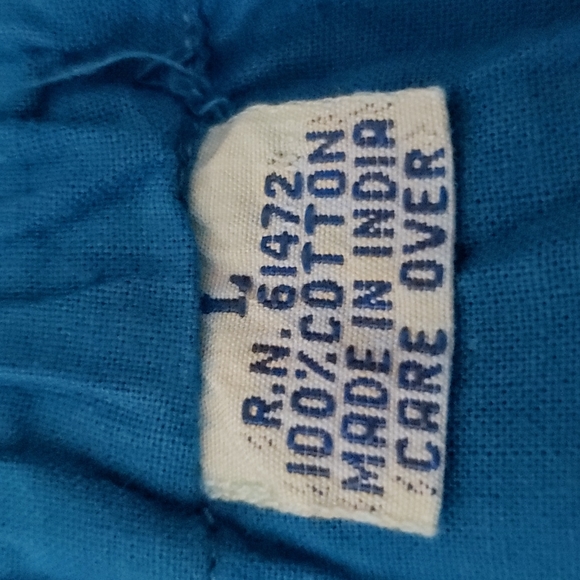 L
R.N. 61472
100% COTTON
MADE IN INDIA
CARE OVER